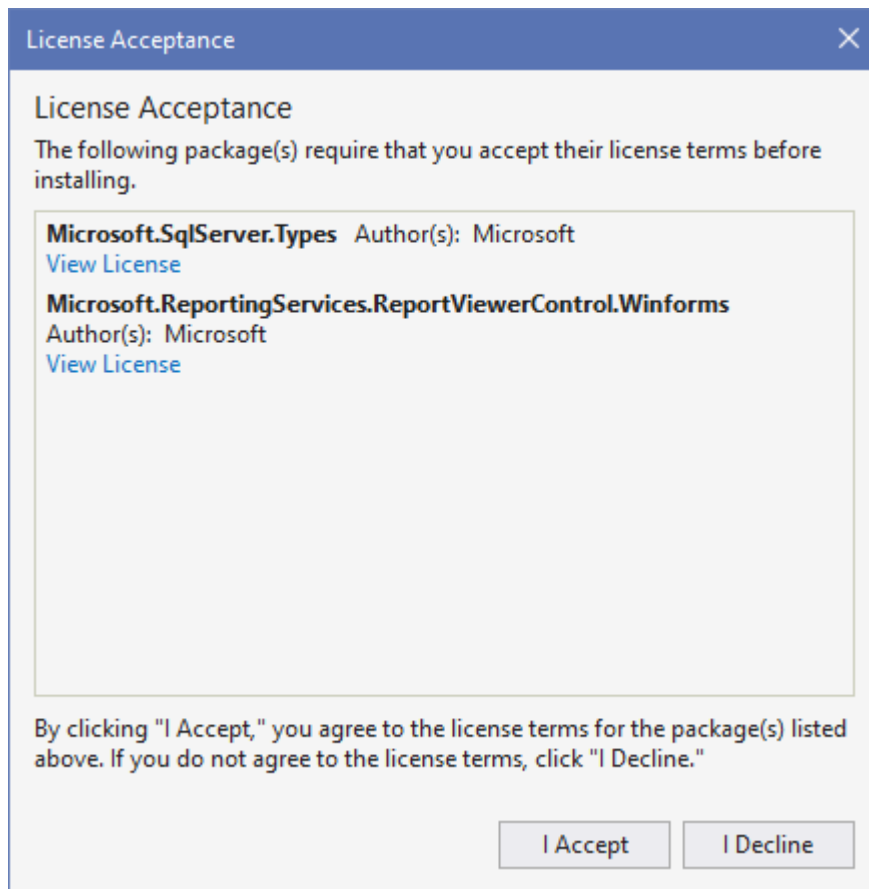 License Acceptance
License Acceptance
The following package(s) require that you accept their license terms before
installing.
Microsoft.SqlServer.Types Author(s): Microsoft
View License
Microsoft.ReportingServices.ReportViewerControl.Winforms
Author(s): Microsoft
View License
By clicking "I Accept," you agree to the license terms for the package(s) listed
above. If you do not agree to the license terms, click "I Decline."
I Accept I Decline